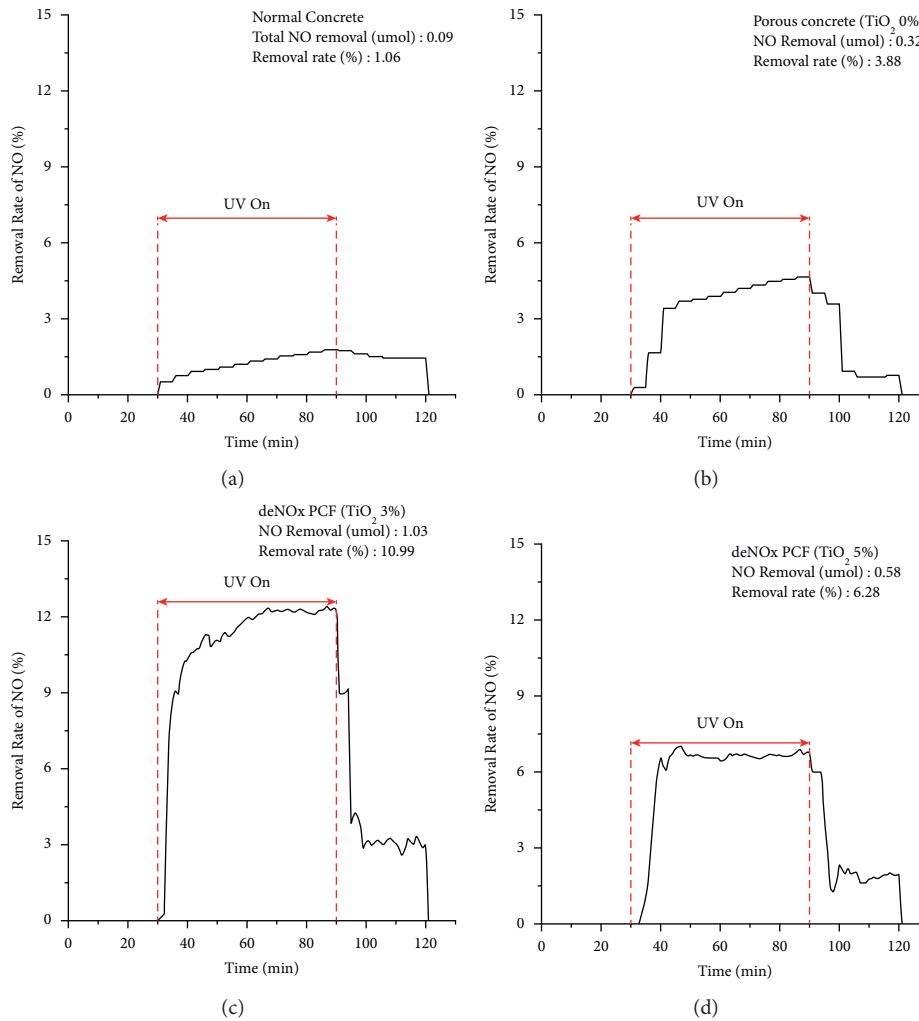 Normal Concrete
Total NO removal (umol) : 0.09
Removal rate (%) : 1.06
15
12
9
6
3
0
Removal Rate of NO (%)
UV On
0
20
40
60
80
100
120
Time (min)
(a)
Porous concrete (TiO2 0%
NO Removal (umol) : 0.32
Removal rate (%) : 3.88
15
12
9
6
3
0
Removal Rate of NO (%)
UV On
0
20
40
60
80
100
120
Time (min)
(b)
deNOx PCF (TiO2 3%)
NO Removal (umol) : 1.03
Removal rate (%) : 10.99
15
12
9
6
3
0
Removal Rate of NO (%)
UV On
0
20
40
60
80
100
120
Time (min)
(c)
deNOx PCF (TiO2 5%)
NO Removal (umol) : 0.58
Removal rate (%) : 6.28
15
12
9
6
3
0
Removal Rate of NO (%)
UV On
0
20
40
60
80
100
120
Time (min)
(d)